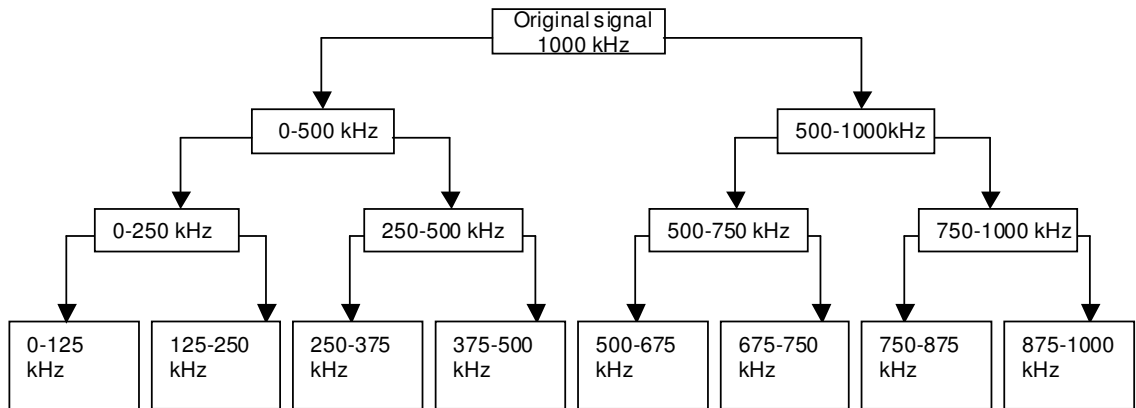 Original signal
1000 kHz
0-500 kHz
500-1000kHz
0-250 kHz
250-500 kHz
500-750 kHz
750-1000 kHz
0-125
kHz
125-250
kHz
250-375
kHz
375-500
kHz
500-675
kHz
675-750
kHz
750-875
kHz
875-1000
kHz